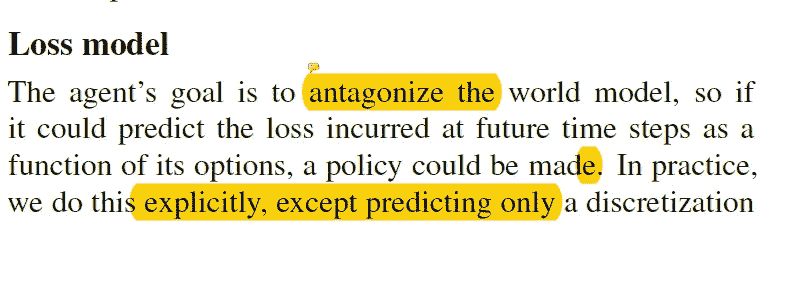 Loss model
The agent's goal is to antagonize the world model, so if
it could predict the loss incurred at future time steps as a
function of its options, a policy could be made. In practice,
we do this explicitly, except predicting only a discretization